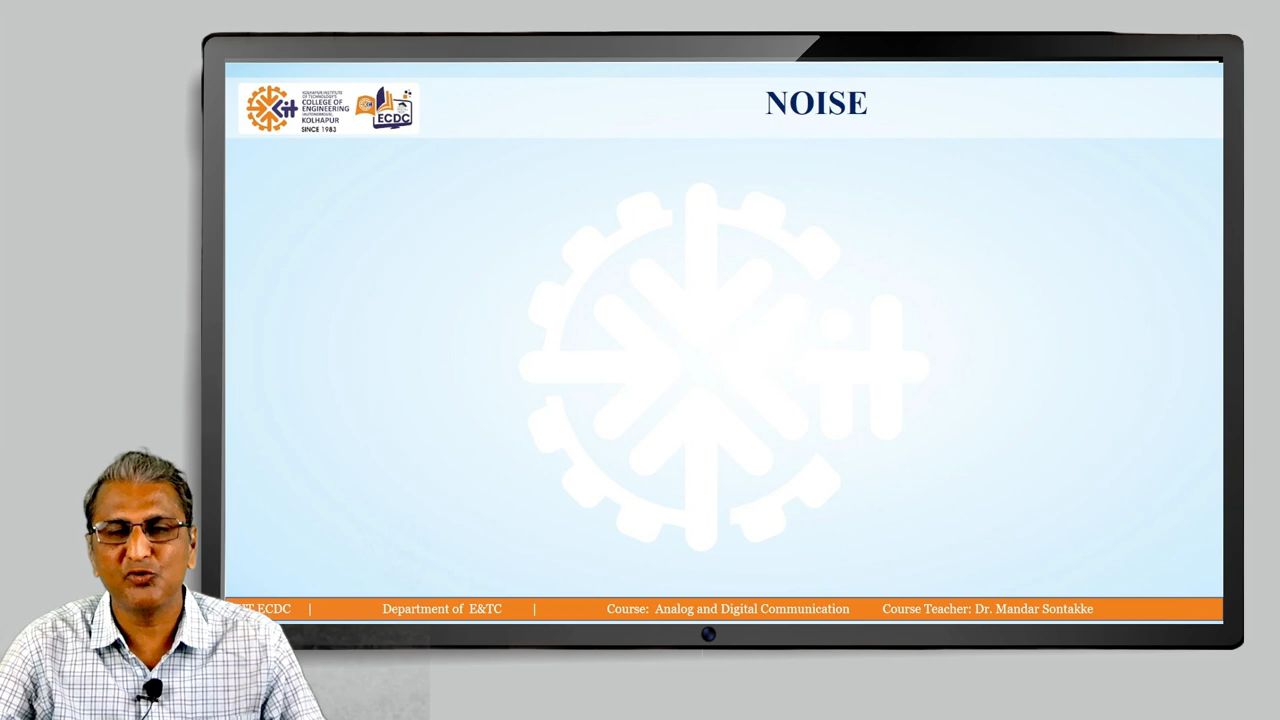 KOLHAPUR INSTITUTE
OF TECHNOLOGY'S
COLLEGE OF
ENGINEERING
(AUTONOMOUS),
KOLHAPUR
SINCE 1983
ECDC
NOISE
ECDC | Department of E&TC | Course: Analog and Digital Communication Course Teacher: Dr. Mandar Sontakke